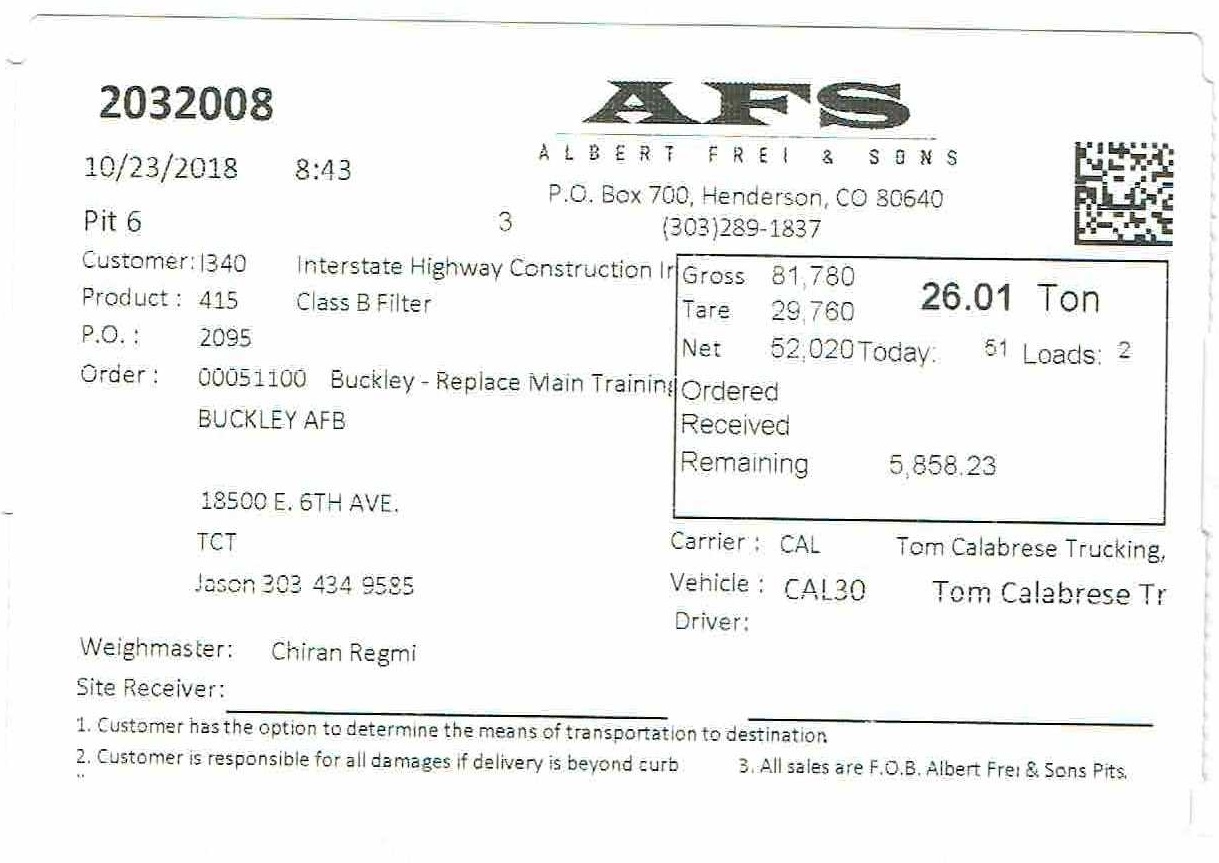 2032008
AFS
ALBERT FREI & SONS
10/23/2018 8:43
P.O. Box 700, Henderson, CO 80640
Pit 6 3
(303)289-1837
Customer: I340 Interstate Highway Construction Ir
Product : 415 Class B Filter
P.O. : 2095
Order : 00051100 Buckley - Replace Main Training
BUCKLEY AFB
18500 E. 6TH AVE.
TCT
Jason 303 434 9585
Gross 81,780
26.01 Ton
Tare 29,760
Net 52,020 Today: 51 Loads: 2
Ordered
Received
Remaining 5,858.23
Carrier : CAL Tom Calabrese Trucking,
Vehicle : CAL30 Tom Calabrese Tr
Driver:
Weighmaster: Chiran Regmi
Site Receiver:
1. Customer has the option to determine the means of transportation to destination
2. Customer is responsible for all damages if delivery is beyond curb 3. All sales are F.O.B. Albert Frei & Sons Pits.